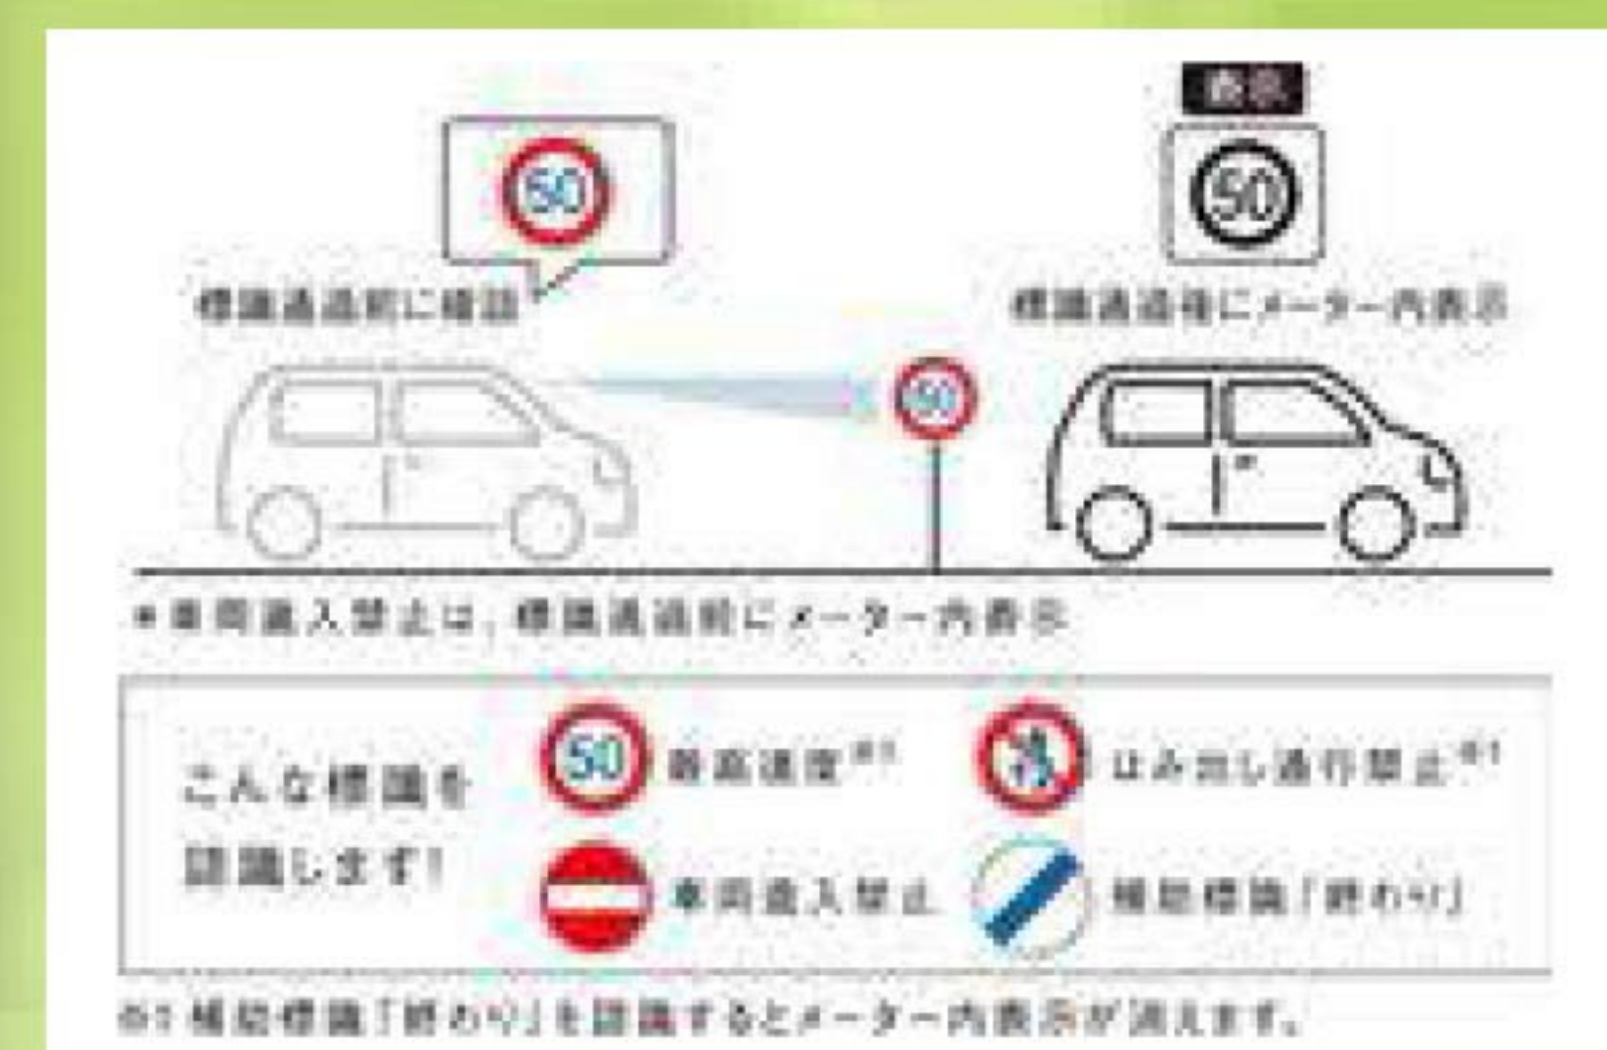 表示
50
50
標識通過前に確認
標識通過後にメーター内表示
50
*車両進入禁止は、標識通過前にメーター内表示
こんな標識を
認識します!
50 最高速度※1
はみ出し通行禁止※1
車両進入禁止
補助標識「終わり」
※1 補助標識「終わり」を認識するとメーター内表示が消えます。